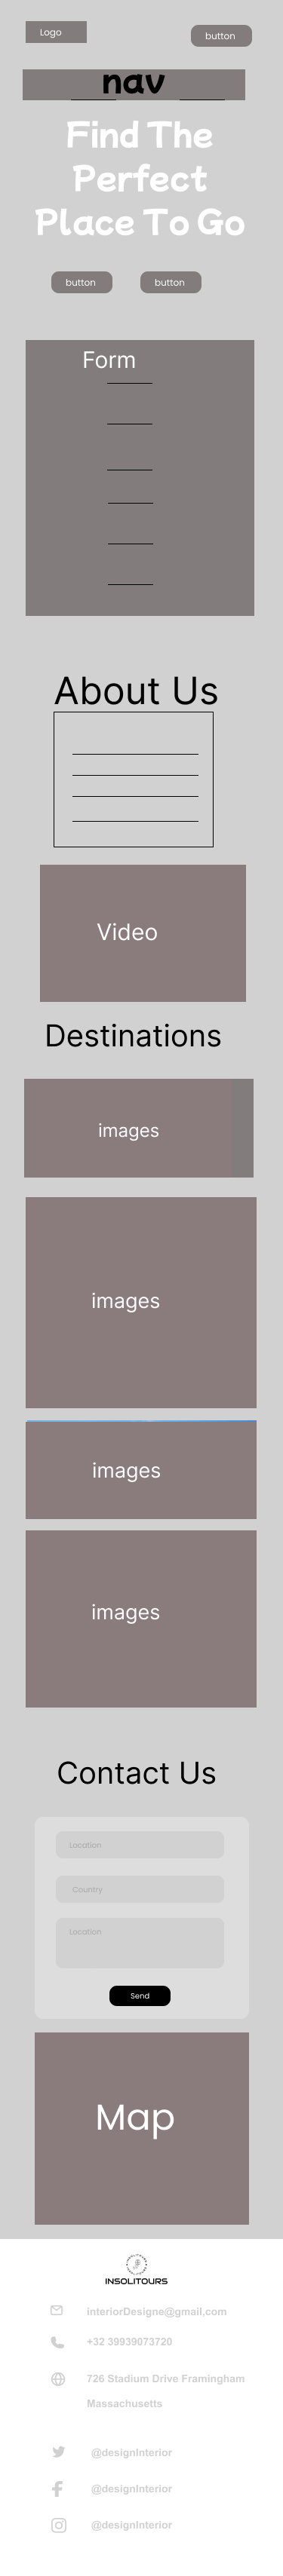 Logo
button
nav
Find The
Perfect
Place To Go
button
button
Form
About Us
Video
Destinations
images
images
images
images
Contact Us
Location
Country
Location
Send
Map
INSOLITOURS
interiorDesigne@gmail,com
+32 39939073720
726 Stadium Drive Framingham
Massachusetts
@designInterior
@designInterior
@designInterior